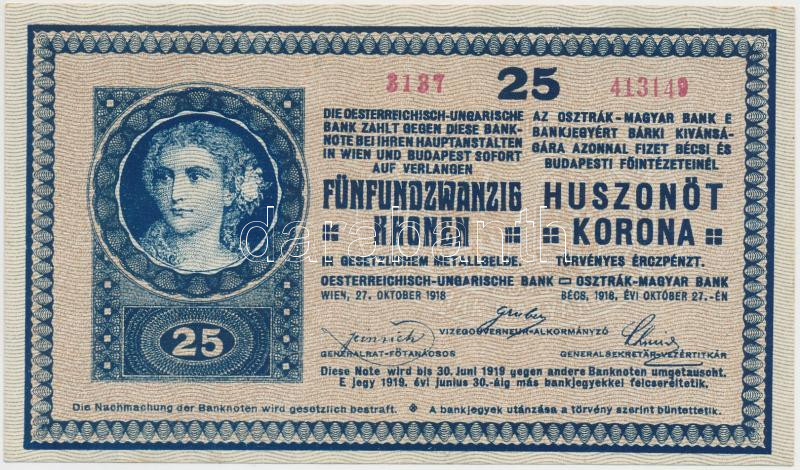 3137 25 413149
DIE OESTERREICHISCH-UNGARISCHE
BANK ZAHLT GEGEN DIESE BANK-
NOTE BEI IHREN HAUPTANSTALTEN
IN WIEN UND BUDAPEST SOFORT
AUF VERLANGEN
FÜNFUNDZWANZIG
KRONEN
IN GESETZLICHEM METALLGELDE.
OESTERREICHISCH-UNGARISCHE BANK
WIEN, 27. OKTOBER 1918
AZ OSZTRÁK-MAGYAR BANK E
BANKJEGYÉRT BÁRKI KIVÁNSÁ-
GÁRA AZONNAL FIZET BÉCSI ÉS
BUDAPESTI FŐINTÉZETEINÉL
HUSZONÖT
KORONA
TÖRVÉNYES ÉRCZPÉNZT.
OSZTRÁK-MAGYAR BANK
BÉCS, 1918. ÉVI OKTÓBER 27.-ÉN
25
VIZEGOUVERNEUR-ALKORMÁNYZÓ
GENERALRAT-FŐTANÁCSOS
GENERALSEKRETÄR-VEZÉRTITKÁR
Diese Note wird bis 30. Juni 1919 gegen andere Banknoten umgetauscht.
E jegy 1919. évi junius 30.-áig más bankjegyekkel felcseréltetik.
Die Nachmachung der Banknoten wird gesetzlich bestraft.
A bankjegyek utánzása a törvény szerint büntettetik.